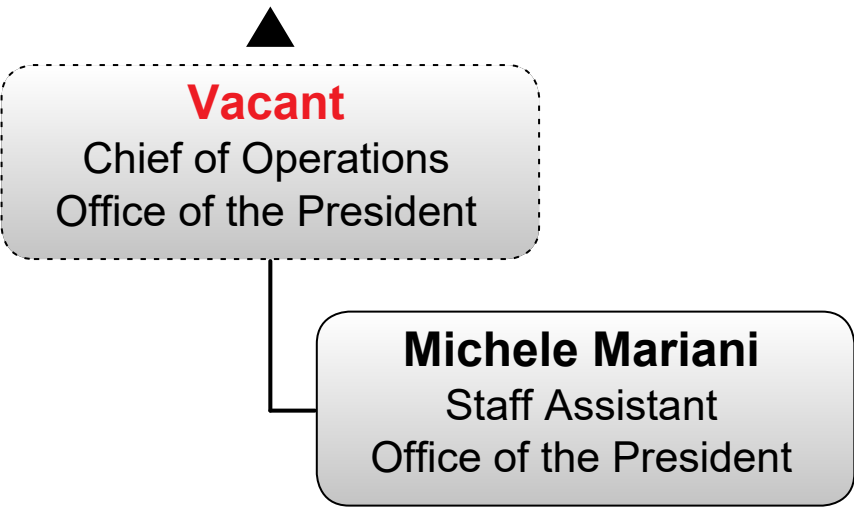 Vacant
Chief of Operations
Office of the President
Michele Mariani
Staff Assistant
Office of the President